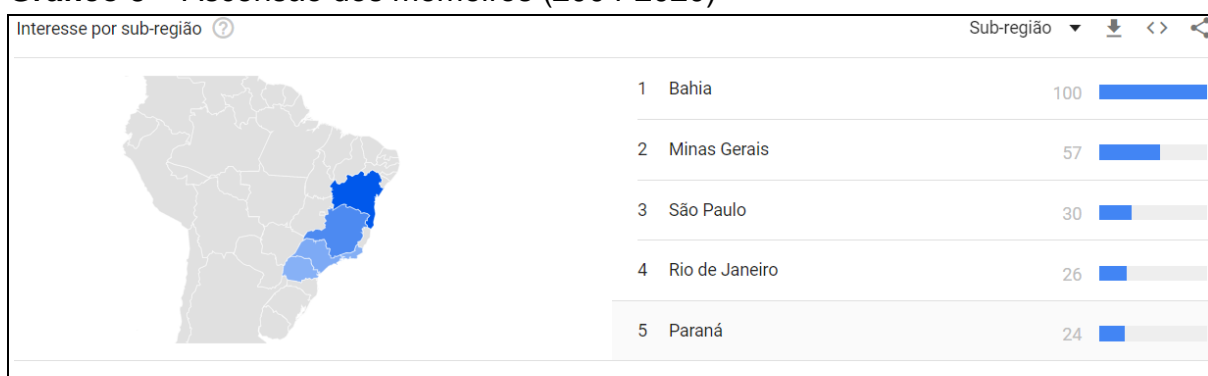 Interesse por sub-região ?
Sub-região
1 Bahia 100
2 Minas Gerais 57
3 São Paulo 30
4 Rio de Janeiro 26
5 Paraná 24